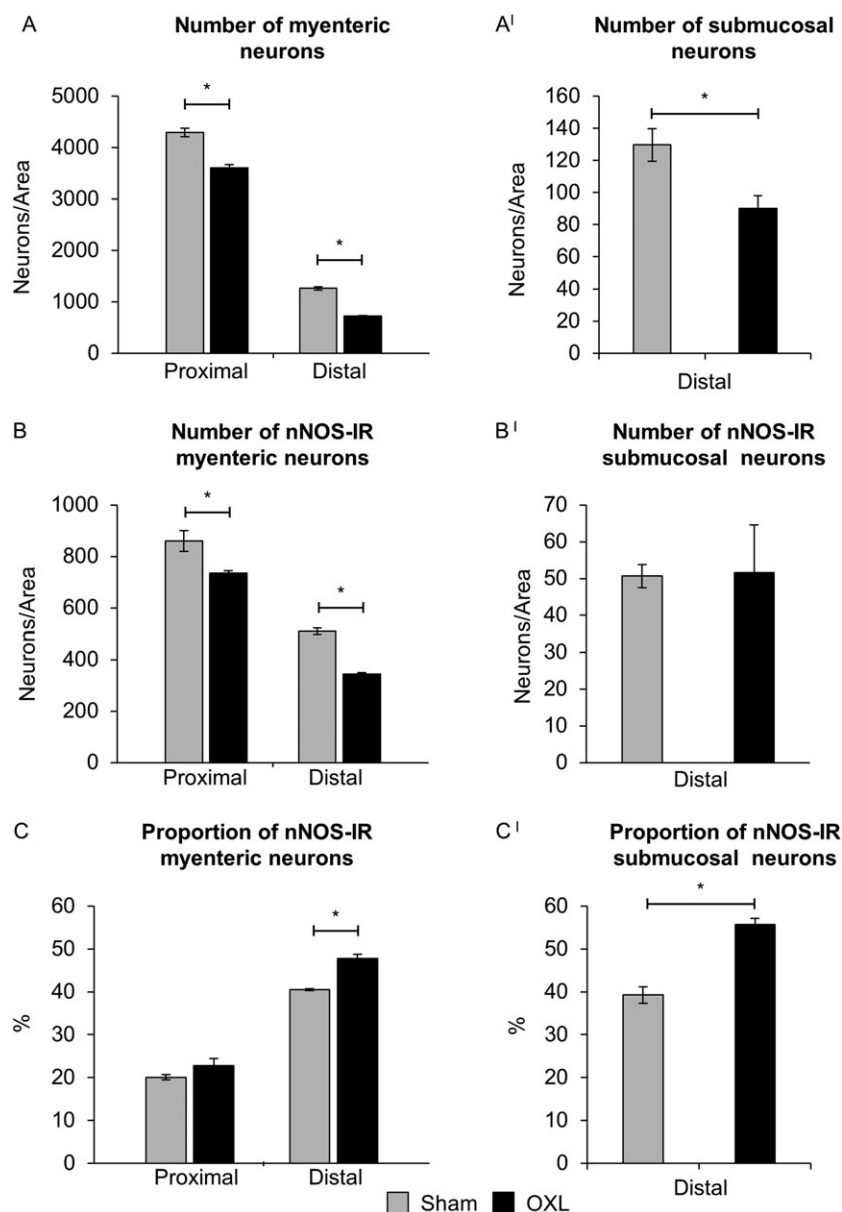 A
Number of myenteric
neurons
5000
4000
3000
2000
1000
0
Neurons/Area
*
*
Proximal
Distal
A I
Number of submucosal
neurons
160
140
120
100
80
60
40
20
0
Neurons/Area
*
Distal
B
Number of nNOS-IR
myenteric neurons
1000
800
600
400
200
0
Neurons/Area
*
*
Proximal
Distal
B I
Number of nNOS-IR
submucosal neurons
70
60
50
40
30
20
10
0
Neurons/Area
Distal
C
Proportion of nNOS-IR
myenteric neurons
60
50
40
30
20
10
0
%
*
Proximal
Distal
C I
Proportion of nNOS-IR
submucosal neurons
60
50
40
30
20
10
0
%
*
Distal
Sham
OXL